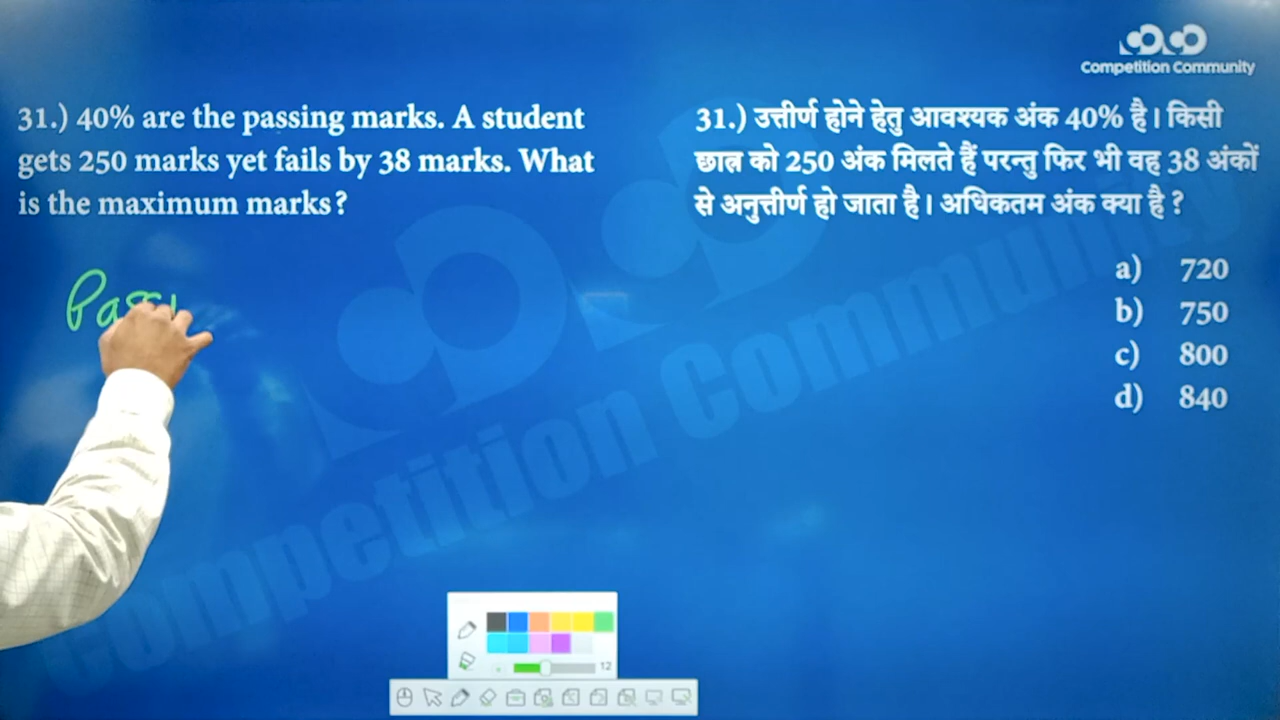 Competition Community
31.) 40% are the passing marks. A student
gets 250 marks yet fails by 38 marks. What
is the maximum marks?
31.) उत्तीर्ण होने हेतु आवश्यक अंक 40% है। किसी
छात्र को 250 अंक मिलते हैं परन्तु फिर भी वह 38 अंकों
से अनुत्तीर्ण हो जाता है। अधिकतम अंक क्या है ?
a) 720
b) 750
c) 800
d) 840
Competition Community
12